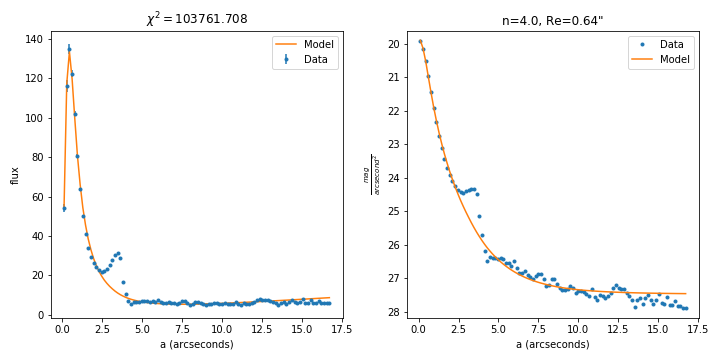 χ² = 103761.708
Model
Data
flux
140
120
100
80
60
40
20
0
0.0 2.5 5.0 7.5 10.0 12.5 15.0 17.5
a (arcseconds)
n=4.0, Re=0.64"
Data
Model
mag/arcsecond²
20
21
22
23
24
25
26
27
28
0.0 2.5 5.0 7.5 10.0 12.5 15.0 17.5
a (arcseconds)